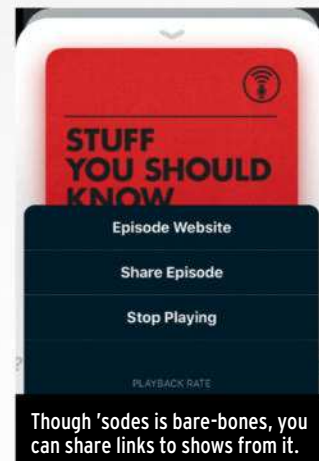 STUFF
YOU SHOULD
KNOW
Episode Website
Share Episode
Stop Playing
?
PLAYBACK RATE
Though ’sodes is bare-bones, you
can share links to shows from it.